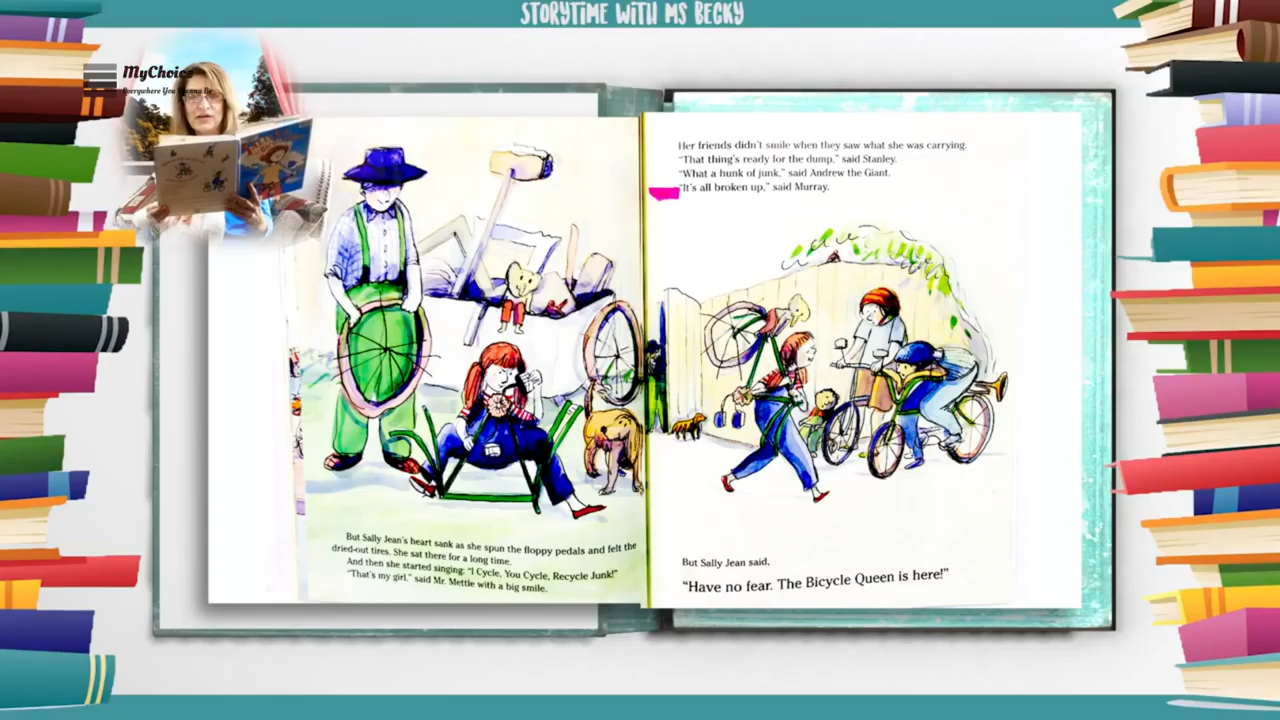 STORYTIME WITH MS BECKY
MyChoice
Everywhere You Wanna Be
But Sally Jean's heart sank as she spun the floppy pedals and felt the
dried-out tires. She sat there for a long time.
And then she started singing: "I Cycle, You Cycle, Recycle Junk!"
"That's my girl," said Mr. Mettle with a big smile.
Her friends didn't smile when they saw what she was carrying.
"That thing's ready for the dump," said Stanley.
"What a hunk of junk," said Andrew the Giant.
"It's all broken up," said Murray.
But Sally Jean said,
"Have no fear. The Bicycle Queen is here!"